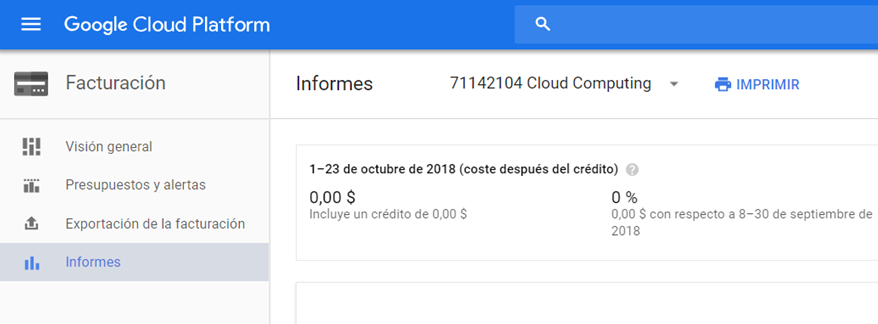 Google Cloud Platform
Facturación
Informes
71142104 Cloud Computing
IMPRIMIR
Visión general
Presupuestos y alertas
Exportación de la facturación
Informes
1–23 de octubre de 2018 (coste después del crédito) ?
0,00 $
Incluye un crédito de 0,00 $
0 %
0,00 $ con respecto a 8–30 de septiembre de
2018